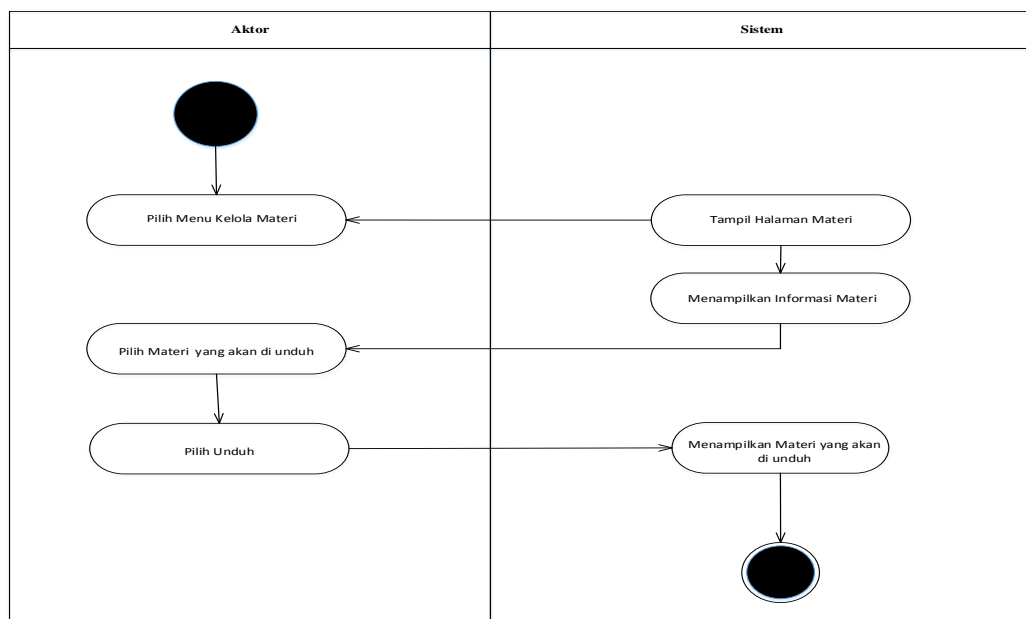 Aktor
Sistem
Pilih Menu Kelola Materi
Tampil Halaman Materi
Menampilkan Informasi Materi
Pilih Materi yang akan di unduh
Pilih Unduh
Menampilkan Materi yang akan
di unduh